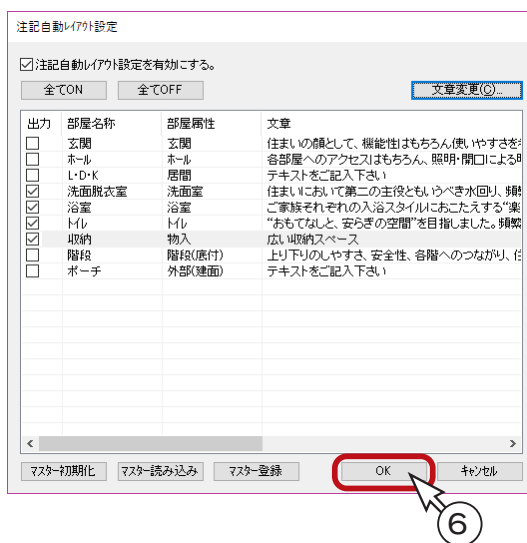 注記自動レイアウト設定
注記自動レイアウト設定を有効にする。
全てON 全てOFF 文章変更(C)...
出力 部屋名称 部屋属性 文章
玄関 玄関 住まいの顔として、機能性はもちろん使いやすさを
ホール ホール 各部屋へのアクセスはもちろん、照明・開口による
L・D・K 居間 テキストをご記入下さい
洗面脱衣室 洗面室 住まいにおいて第二の主役ともいうべき水回り、頻
浴室 浴室 ご家族それぞれの入浴スタイルにおこたえする“楽
トイレ トイレ “おもてなしと、安らぎの空間”を目指しました。頻繁
収納 物入 広い収納スペース
階段 階段(底付) 上り下りのしやすさ、安全性、各階へのつながり、
ポーチ 外部(建面) テキストをご記入下さい
マスター初期化 マスター読み込み マスター登録 OK キャンセル
6